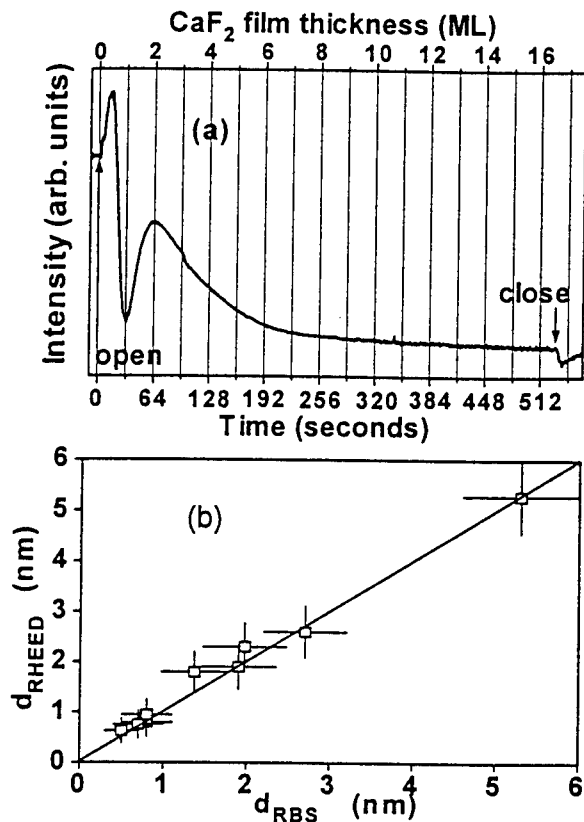 CaF2 film thickness (ML)
0 2 4 6 8 10 12 14 16
(a)
Intensity (arb. units)
open
close
0 64 128 192 256 320 384 448 512
Time (seconds)
6
5
4
3
2
1
0
(b)
dRHEED (nm)
0 1 2 3 4 5 6
dRBS (nm)